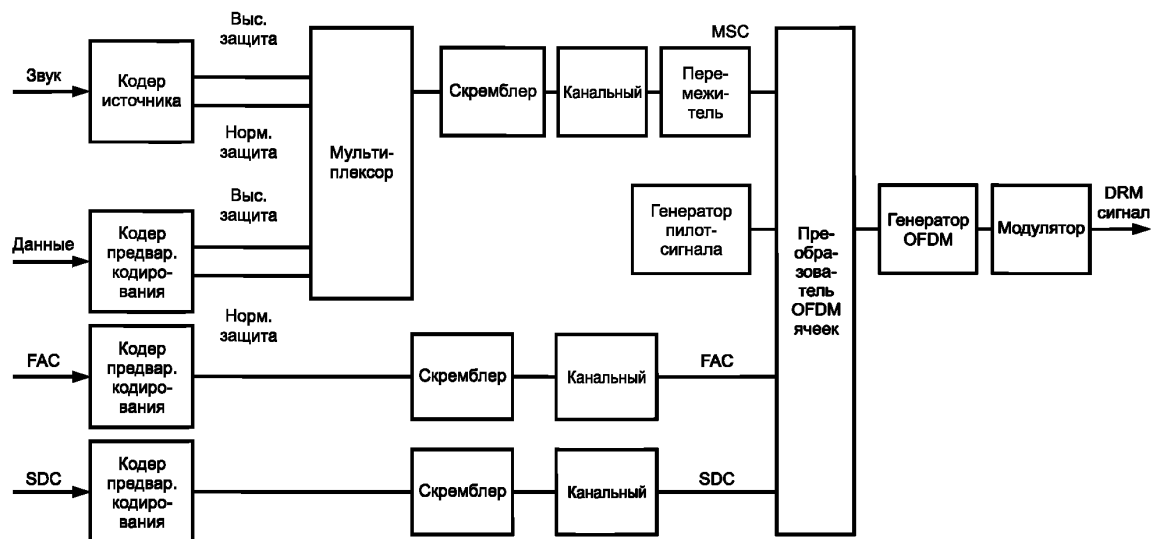 Выс.
защита
Звук
Кодер
источника
Норм.
защита
Мульти-
плексор
Скремблер
Канальный
MSC
Пере-
межи-
тель
Выс.
защита
Данные
Кодер
предвар.
кодиро-
вания
Норм.
защита
Генератор
пилот-
сигнала
Пре-
образо-
ва-
тель
OFDM
ячеек
Генератор
OFDM
Модулятор
DRM
сигнал
FAC
Кодер
предвар.
кодиро-
вания
Скремблер
Канальный
FAC
SDC
Кодер
предвар.
кодиро-
вания
Скремблер
Канальный
SDC